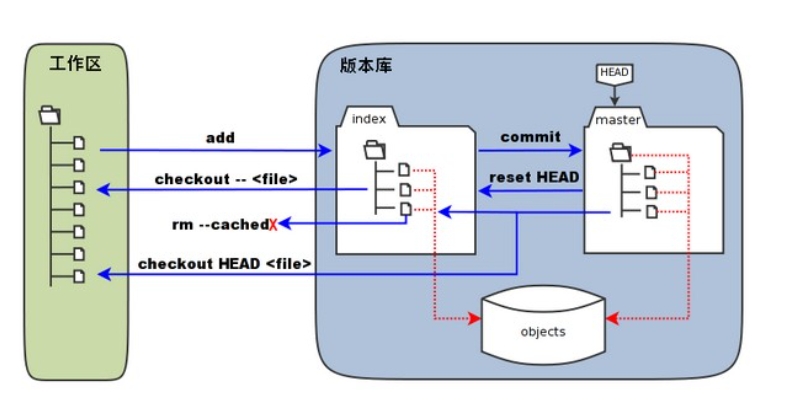 工作区
版本库
HEAD
index
master
add
commit
checkout -- <file>
reset HEAD
rm --cached
X
checkout HEAD <file>
objects